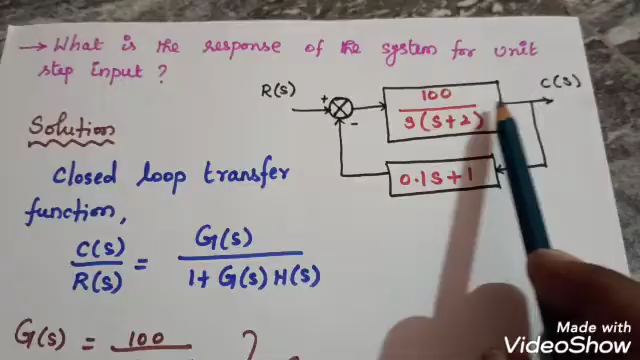 → What is the response of the system for unit
step input ?
R(s)
+
-
100
s(s+2)
C(s)
0.1s+1
Solution
Closed loop transfer
function,
C(s)
R(s)
=
G(s)
1+ G(s) H(s)
G(s) = 100
Made with
VideoShow